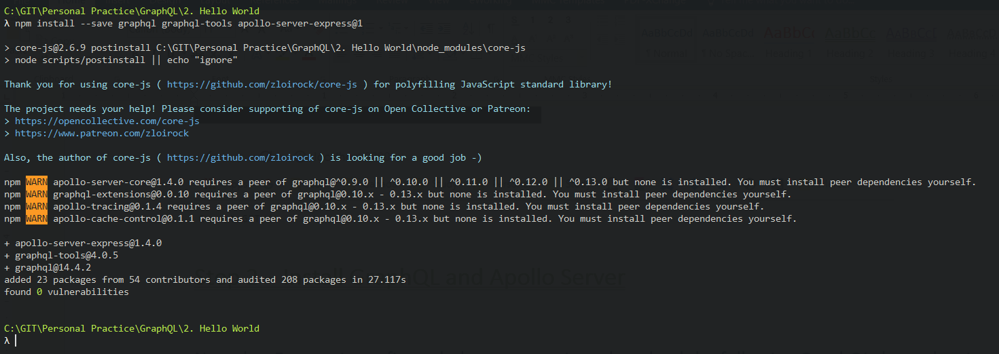 C:\GIT\Personal Practice\GraphQL\2. Hello World
λ npm install --save graphql graphql-tools apollo-server-express@1
> core-js@2.6.9 postinstall C:\GIT\Personal Practice\GraphQL\2. Hello World\node_modules\core-js
> node scripts/postinstall || echo "ignore"
Thank you for using core-js ( https://github.com/zloirock/core-js ) for polyfilling JavaScript standard library!
The project needs your help! Please consider supporting of core-js on Open Collective or Patreon:
> https://opencollective.com/core-js
> https://www.patreon.com/zloirock
Also, the author of core-js ( https://github.com/zloirock ) is looking for a good job -)
npm WARN apollo-server-core@1.4.0 requires a peer of graphql@^0.9.0 || ^0.10.0 || ^0.11.0 || ^0.12.0 || ^0.13.0 but none is installed. You must install peer dependencies yourself.
npm WARN graphql-extensions@0.0.10 requires a peer of graphql@0.10.x - 0.13.x but none is installed. You must install peer dependencies yourself.
npm WARN apollo-tracing@0.1.4 requires a peer of graphql@0.10.x - 0.13.x but none is installed. You must install peer dependencies yourself.
npm WARN apollo-cache-control@0.1.1 requires a peer of graphql@0.10.x - 0.13.x but none is installed. You must install peer dependencies yourself.
+ apollo-server-express@1.4.0
+ graphql-tools@4.0.5
+ graphql@14.4.2
added 23 packages from 54 contributors and audited 208 packages in 27.117s
found 0 vulnerabilities
C:\GIT\Personal Practice\GraphQL\2. Hello World
λ